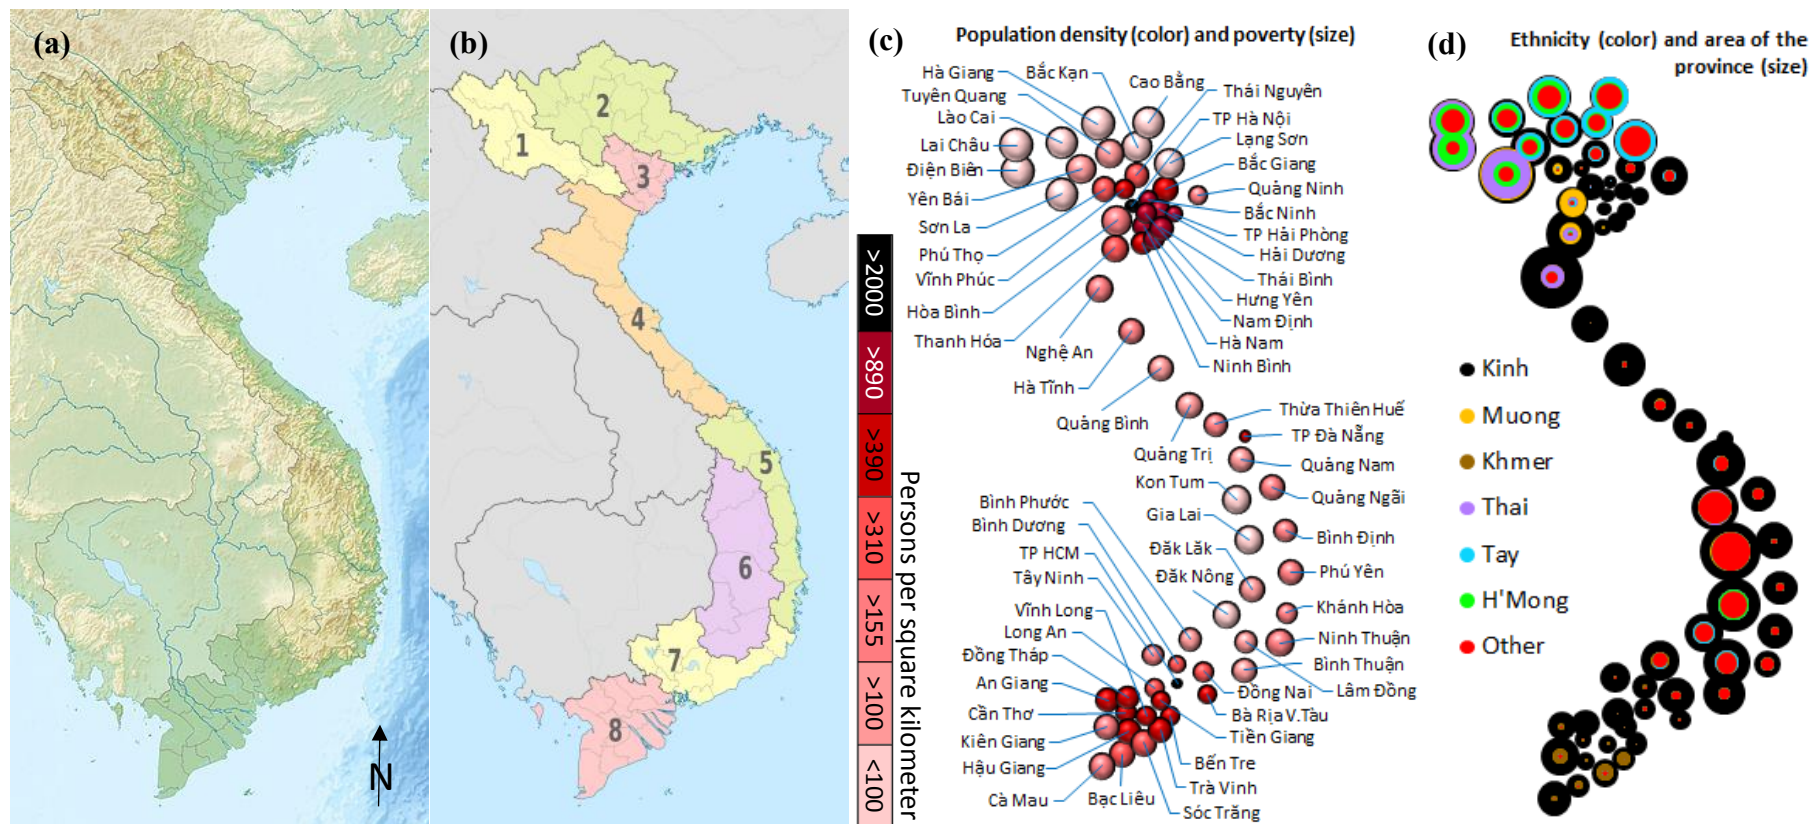 (a)
N
(b)
1
2
3
4
5
6
7
8
(c)
Population density (color) and poverty (size)
>2000
>890
>390
>310
>155
>100
<100
Persons per square kilometer
Hà Giang
Bắc Kạn
Cao Bằng
Tuyên Quang
Thái Nguyên
Lào Cai
TP Hà Nội
Lai Châu
Lạng Sơn
Điện Biên
Bắc Giang
Yên Bái
Quảng Ninh
Sơn La
Bắc Ninh
TP Hải Phòng
Phú Thọ
Hải Dương
Vĩnh Phúc
Thái Bình
Hòa Bình
Hưng Yên
Nam Định
Thanh Hóa
Hà Nam
Nghệ An
Ninh Bình
Hà Tĩnh
Quảng Bình
Thừa Thiên Huế
TP Đà Nẵng
Quảng Trị
Quảng Nam
Kon Tum
Quảng Ngãi
Bình Phước
Gia Lai
Bình Dương
Bình Định
TP HCM
Đăk Lăk
Tây Ninh
Đăk Nông
Phú Yên
Vĩnh Long
Khánh Hòa
Long An
Ninh Thuận
Đồng Tháp
Bình Thuận
An Giang
Đồng Nai
Lâm Đồng
Cần Thơ
Bà Rịa V.Tàu
Kiên Giang
Tiền Giang
Hậu Giang
Bến Tre
Cà Mau
Bạc Liêu
Trà Vinh
Sóc Trăng
(d)
Ethnicity (color) and area of the
province (size)
Kinh
Muong
Khmer
Thai
Tay
H'Mong
Other